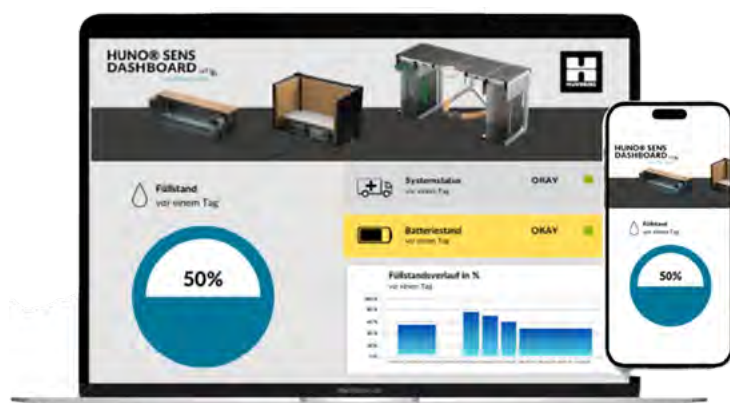 HUNO® SENS
DASHBOARD
Füllstand
vor einem Tag
50%
Systemstatus
vor einem Tag
OKAY
Batteriestand
vor einem Tag
OKAY
Füllstandsverlauf in %
vor einem Tag
HUNO® SENS
DASHBOARD
Füllstand
vor einem Tag
50%